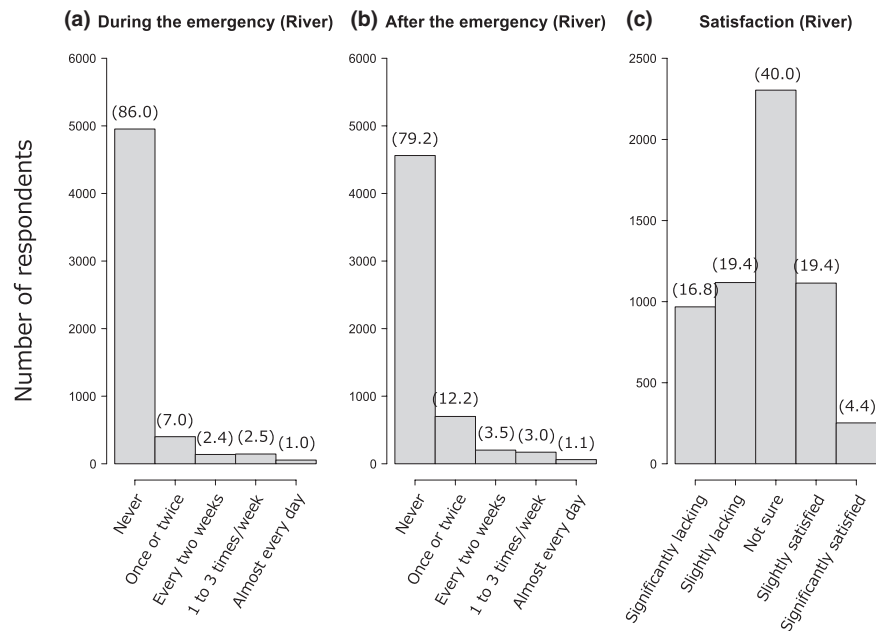 (a) During the emergency (River)
(b) After the emergency (River)
(c) Satisfaction (River)
Number of respondents
6000
5000
4000
3000
2000
1000
0
(86.0)
(7.0)
(2.4)
(2.5)
(1.0)
Never
Once or twice
Every two weeks
1 to 3 times/week
Almost every day
6000
5000
4000
3000
2000
1000
0
(79.2)
(12.2)
(3.5)
(3.0)
(1.1)
Never
Once or twice
Every two weeks
1 to 3 times/week
Almost every day
2500
2000
1500
1000
500
0
(16.8)
(19.4)
(40.0)
(19.4)
(4.4)
Significantly lacking
Slightly lacking
Not sure
Slightly satisfied
Significantly satisfied